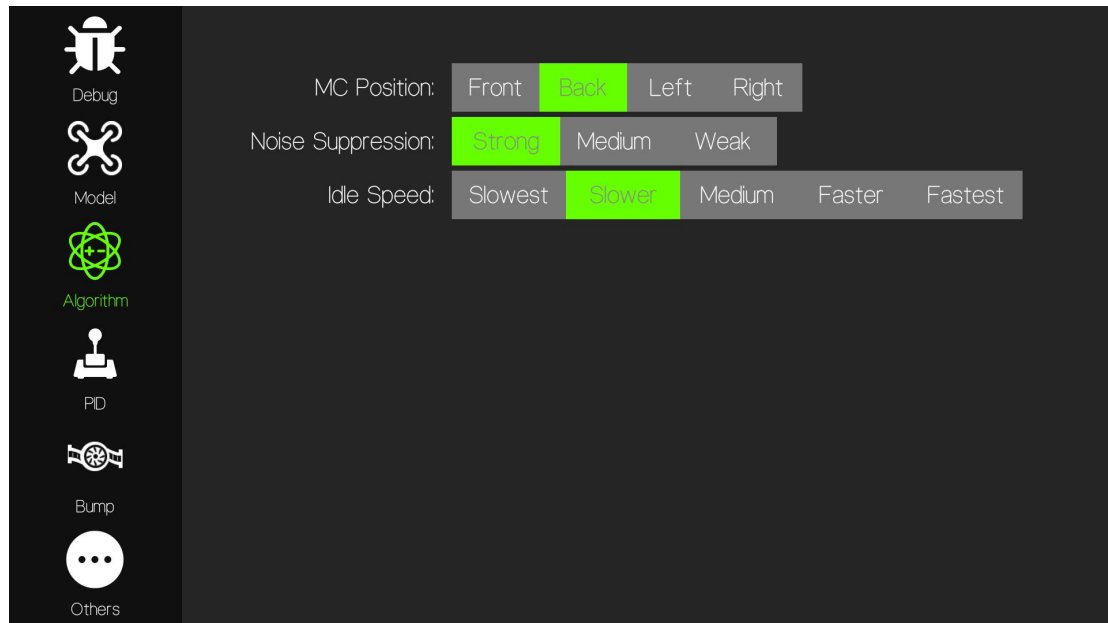 Debug
Model
Algorithm
PID
Bump
Others
MC Position: Front Back Left Right
Noise Suppression: Strong Medium Weak
Idle Speed: Slowest Slower Medium Faster Fastest